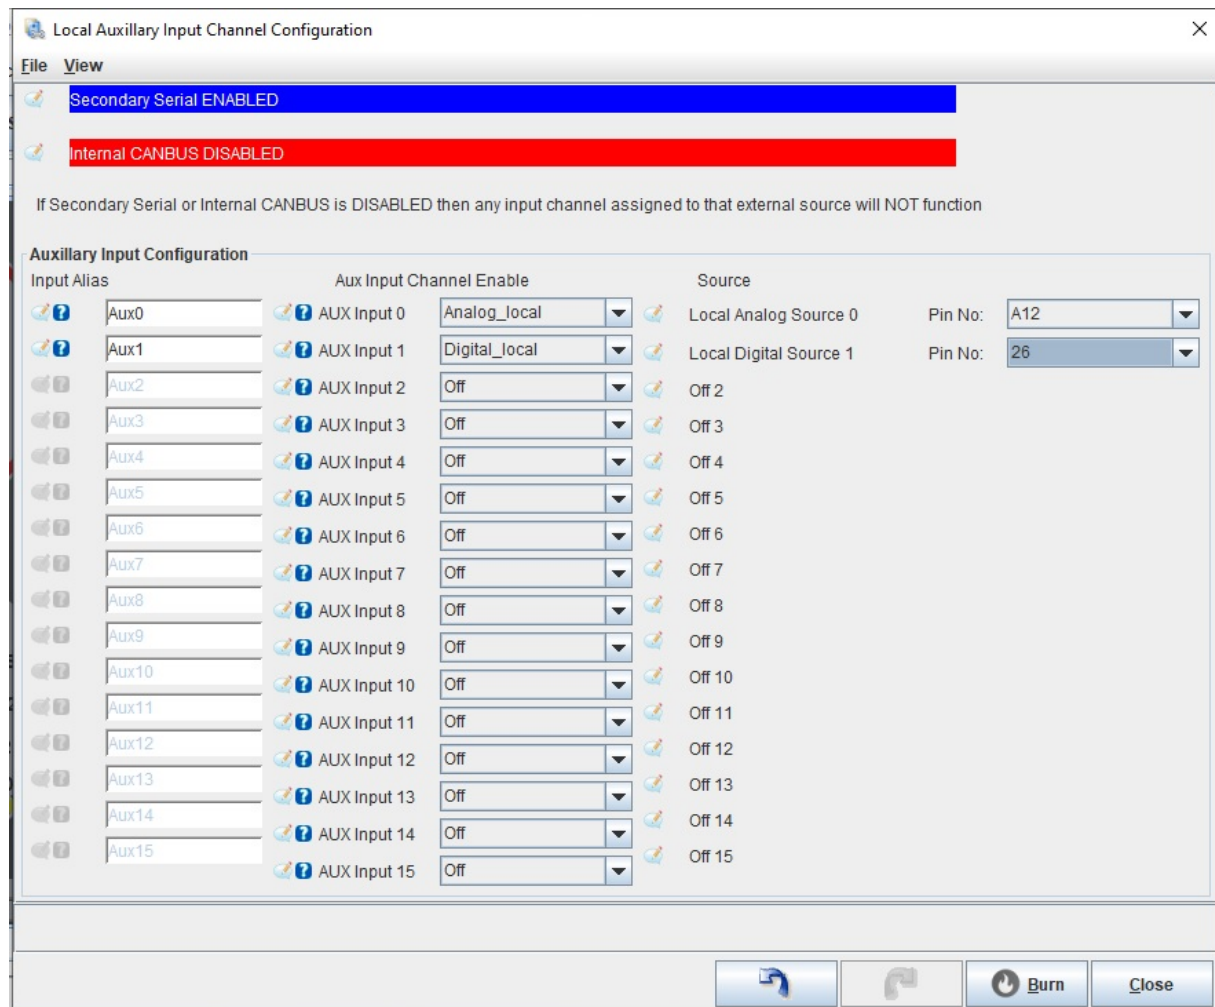 Local Auxillary Input Channel Configuration
File View
Secondary Serial ENABLED
Internal CANBUS DISABLED
If Secondary Serial or Internal CANBUS is DISABLED then any input channel assigned to that external source will NOT function
Auxillary Input Configuration
Input Alias Aux Input Channel Enable Source
Aux0 AUX Input 0 Analog_local Local Analog Source 0 Pin No: A12
Aux1 AUX Input 1 Digital_local Local Digital Source 1 Pin No: 26
Aux2 AUX Input 2 Off Off 2
Aux3 AUX Input 3 Off Off 3
Aux4 AUX Input 4 Off Off 4
Aux5 AUX Input 5 Off Off 5
Aux6 AUX Input 6 Off Off 6
Aux7 AUX Input 7 Off Off 7
Aux8 AUX Input 8 Off Off 8
Aux9 AUX Input 9 Off Off 9
Aux10 AUX Input 10 Off Off 10
Aux11 AUX Input 11 Off Off 11
Aux12 AUX Input 12 Off Off 12
Aux13 AUX Input 13 Off Off 13
Aux14 AUX Input 14 Off Off 14
Aux15 AUX Input 15 Off Off 15
Burn Close